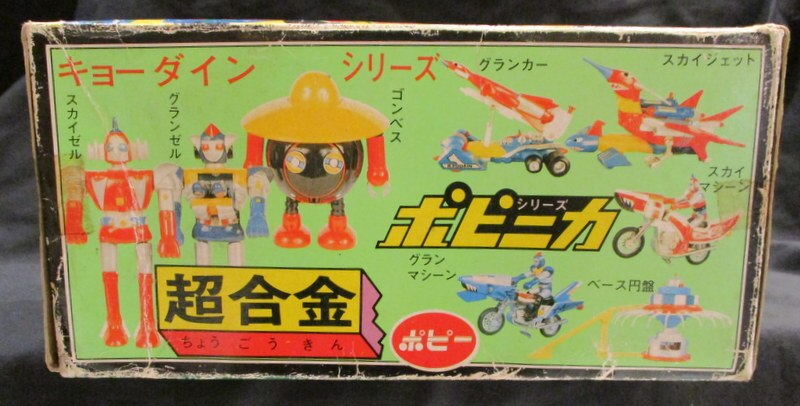 キョーダイン シリーズ
スカイゼル
グランゼル
ゴンベス
グランカー
スカイジェット
スカイ
マシーン
ポピニカ
シリーズ
グラン
マシーン
ベース円盤
超合金
ちょうごうきん
ポピー